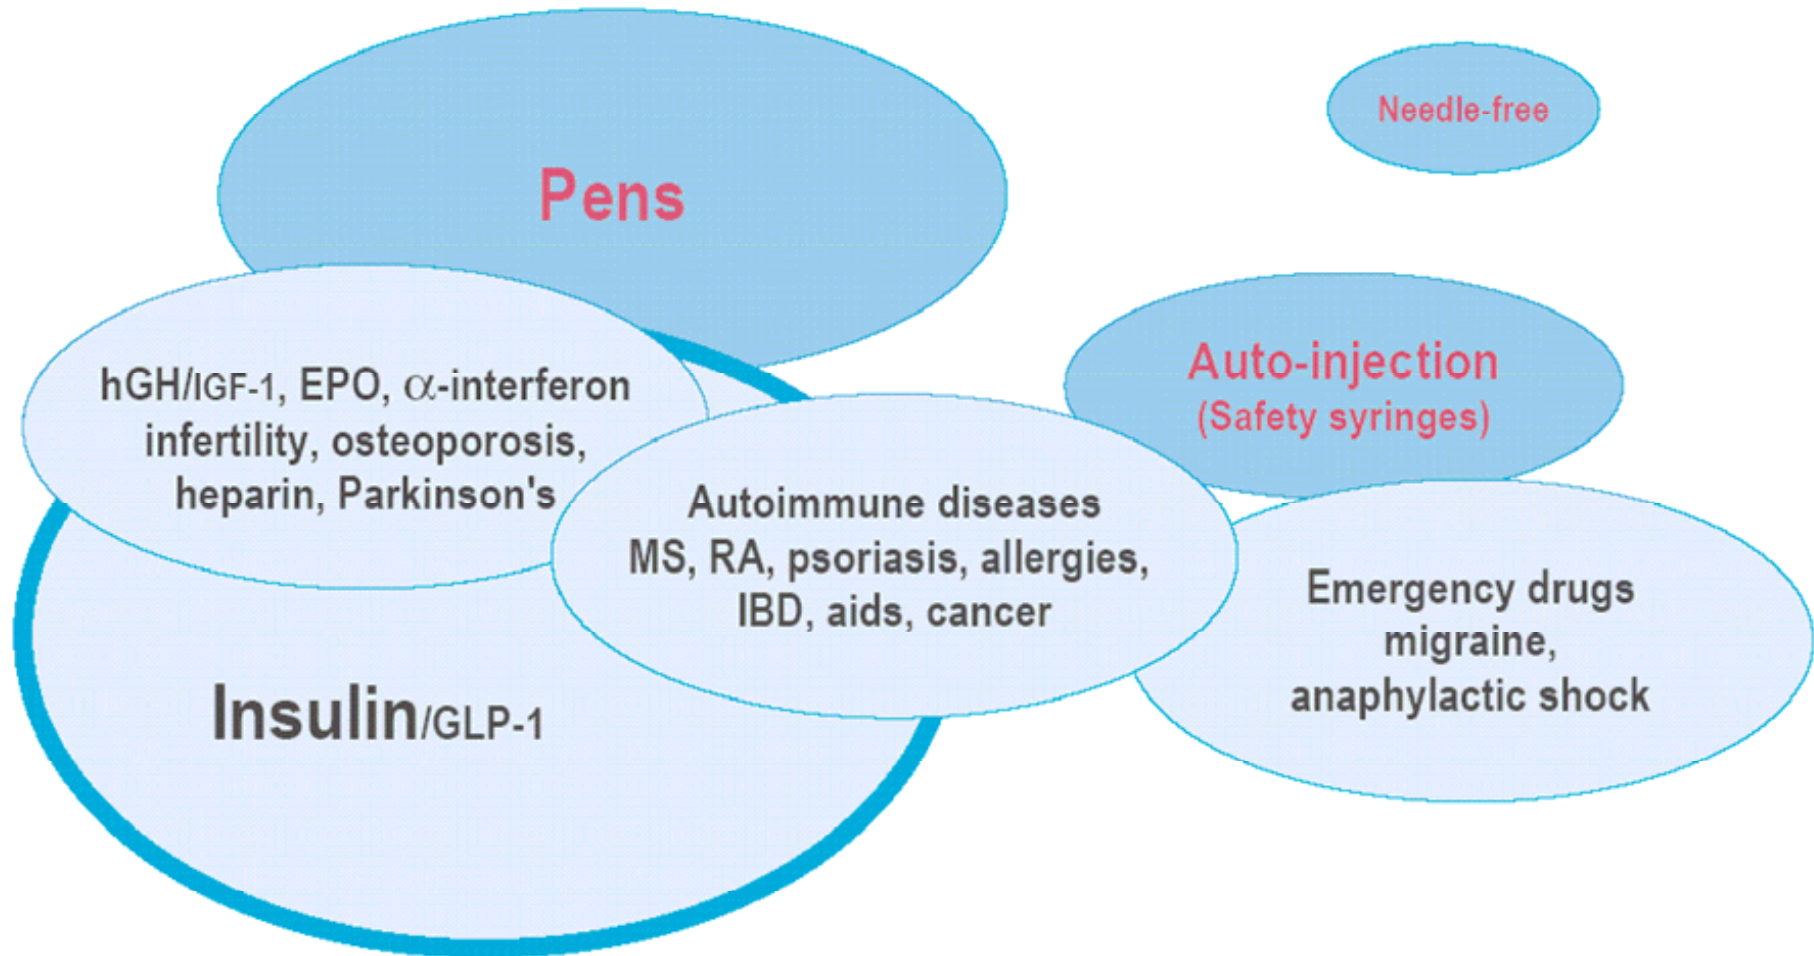 Pens
Needle-free
Auto-injection
(Safety syringes)
hGH/IGF-1, EPO, α-interferon
infertility, osteoporosis,
heparin, Parkinson's
Autoimmune diseases
MS, RA, psoriasis, allergies,
IBD, aids, cancer
Emergency drugs
migraine,
anaphylactic shock
Insulin/GLP-1